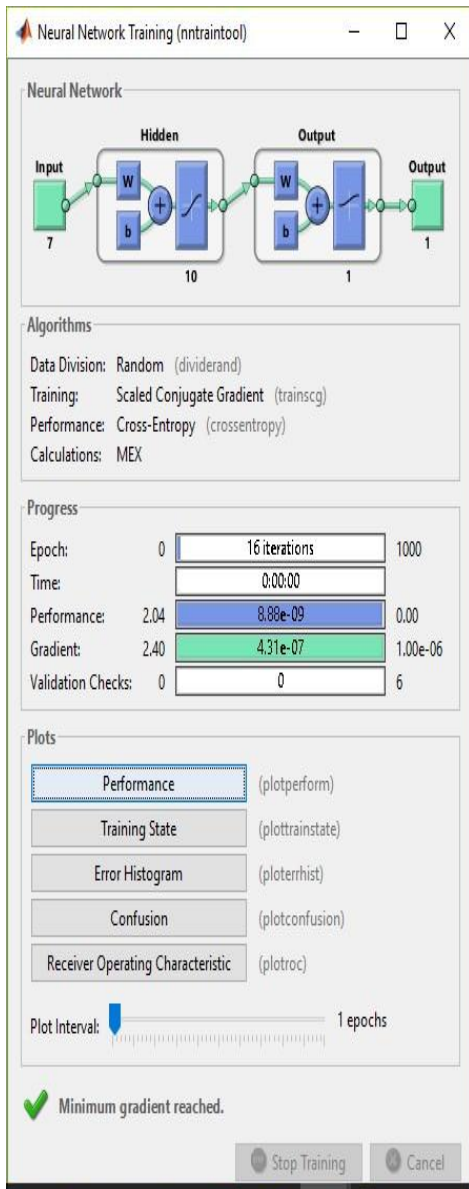 Neural Network Training (nntraintool)
Neural Network
Hidden
Output
Input
Output
W
b
+
W
b
+
7
10
1
1
Algorithms
Data Division: Random (dividerand)
Training: Scaled Conjugate Gradient (trainscg)
Performance: Cross-Entropy (crossentropy)
Calculations: MEX
Progress
Epoch: 0 16 iterations 1000
Time: 0:00:00
Performance: 2.04 8.88e-09 0.00
Gradient: 2.40 4.31e-07 1.00e-06
Validation Checks: 0 0 6
Plots
Performance (plotperform)
Training State (plottrainstate)
Error Histogram (ploterrhist)
Confusion (plotconfusion)
Receiver Operating Characteristic (plotroc)
Plot Interval: 1 epochs
Minimum gradient reached.
Stop Training Cancel